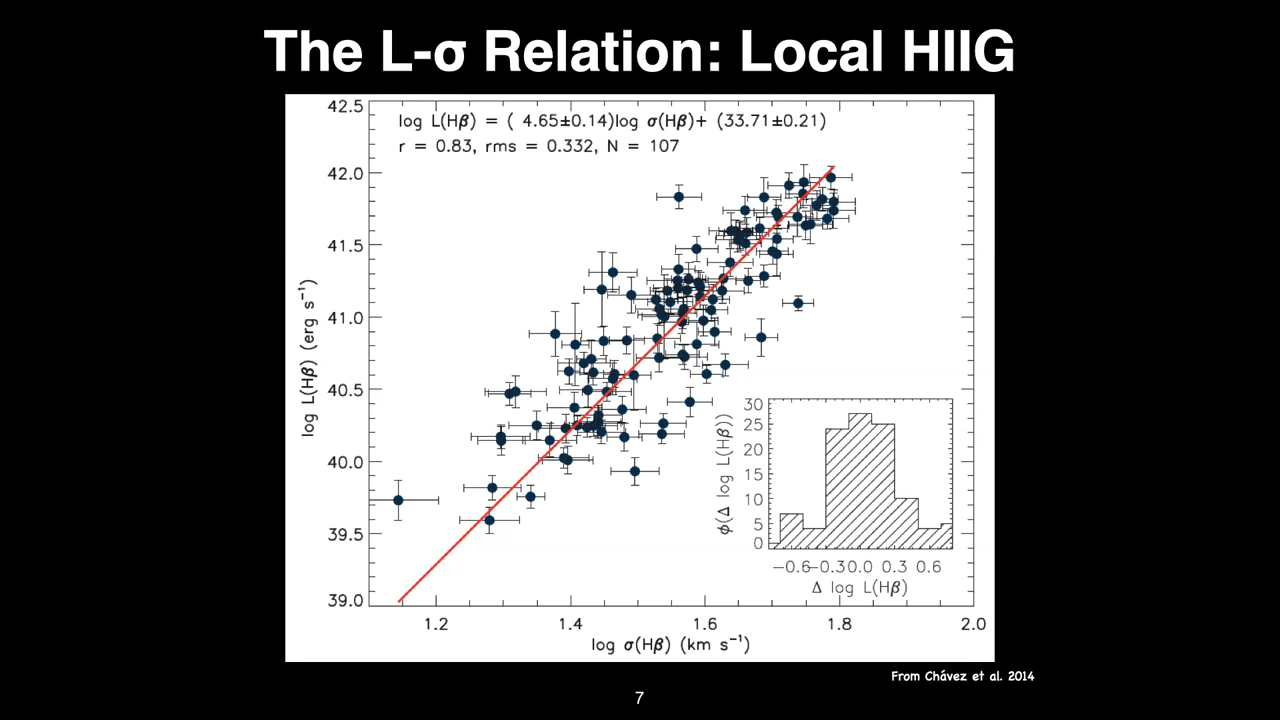 The L-σ Relation: Local HIIG
log L(Hβ) = ( 4.65±0.14)log σ(Hβ)+ (33.71±0.21)
r = 0.83, rms = 0.332, N = 107
42.5
42.0
41.5
41.0
40.5
40.0
39.5
39.0
log L(Hβ) (erg s⁻¹)
30
25
20
15
10
5
0
φ(Δ log L(Hβ))
−0.6 −0.3 0.0 0.3 0.6
Δ log L(Hβ)
1.2 1.4 1.6 1.8 2.0
log σ(Hβ) (km s⁻¹)
From Chávez et al. 2014
7